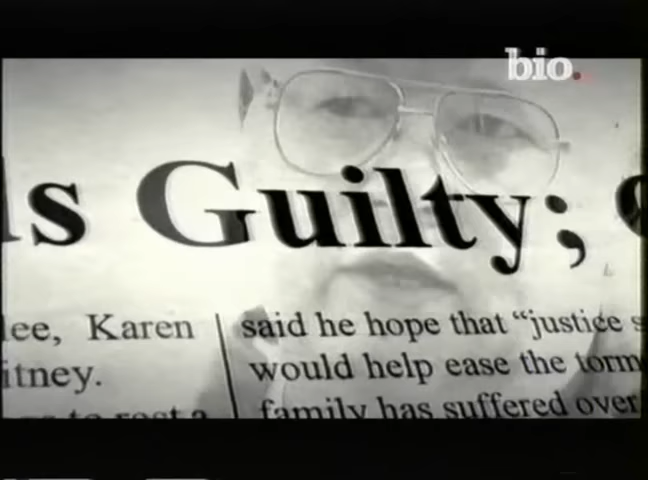 bio.
Is Guilty;
lee, Karen
itney.
said he hope that “justice s
would help ease the torm
family has suffered over